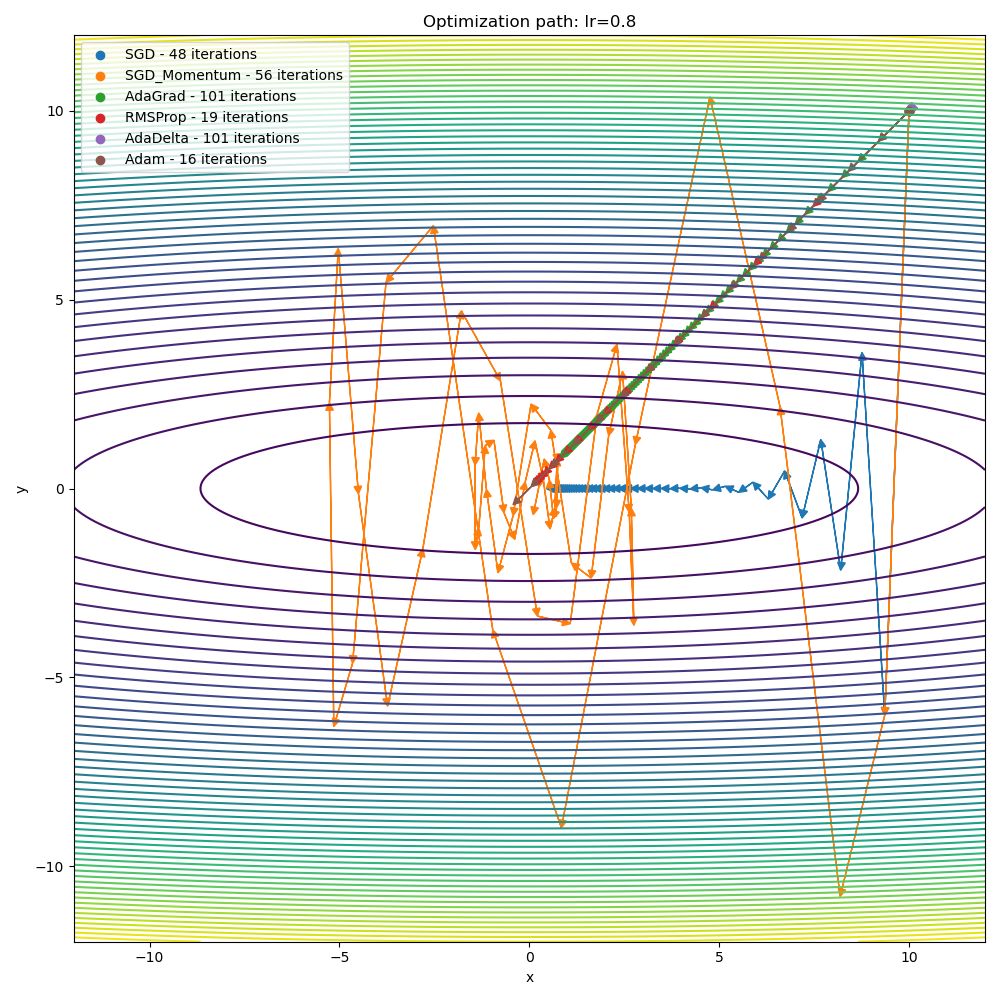 Optimization path: lr=0.8
SGD - 48 iterations
SGD_Momentum - 56 iterations
AdaGrad - 101 iterations
RMSProp - 19 iterations
AdaDelta - 101 iterations
Adam - 16 iterations
10
5
0
−5
−10
y
−10
−5
0
5
10
x